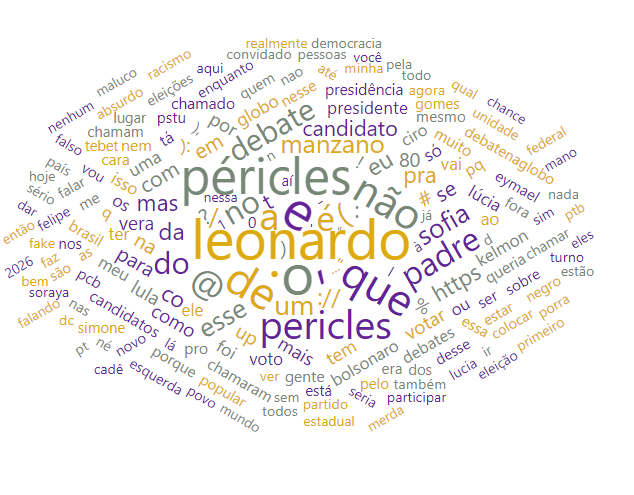 realmente democracia
convidado pessoas você
racismo até minha pela
maluco enquanto quem nao todo
absurdo eleições aqui nesse presidência agora qual
nenhum chamado globo presidente gomes chance
falso lugar pstu por debate candidato mesmo unidade
vou chamam tá ) em manzano ciro muito debatenaglobo federal
país tebet nem uma ): eu 80 só vai pq mano
hoje cara com péricles não pra eymael
sério falar isso aí # se lúcia fora nada
dar me os mas nessa no t já sofia sim ptb
felipe q vera ?! a e é (: ao
então ter da 0 1 leonardo à d queria chamar eles
fake nos brasil na padre kelmon turno
2026 faz as para do @ de o ! que https estão
bem são meu co um :// % ou ser sobre negro
soraya pcb lula ele esse pericles votar essa estar porra
falando nas candidatos como up bolsonaro debates colocar primeiro
dc simone lá mais tem desse ir
pt né novo pro foi voto era dos lucia eleição
cadê porque chamaram ver gente pelo também
esquerda popular sem está seria participar
povo mundo todos partido
estadual merda